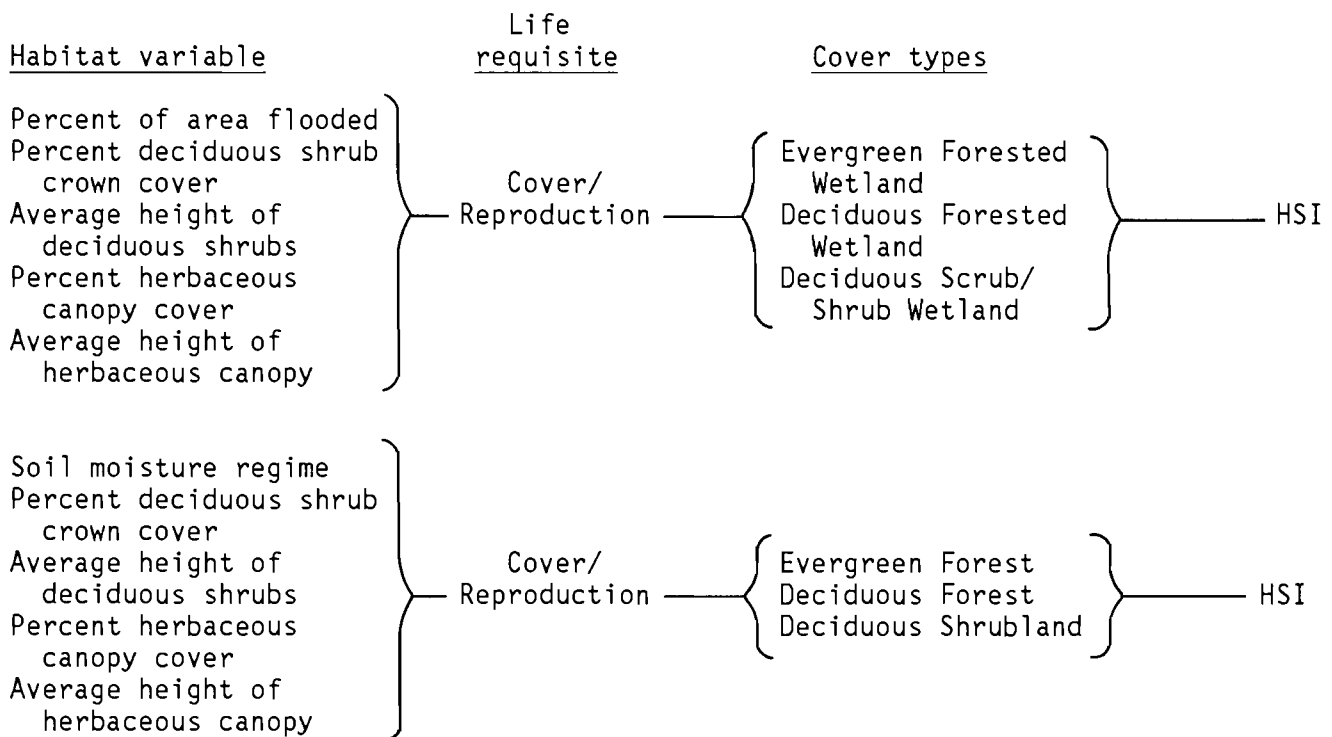 Habitat variable
Life
requisite
Cover types
Percent of area flooded
Percent deciduous shrub
crown cover
Average height of
deciduous shrubs
Percent herbaceous
canopy cover
Average height of
herbaceous canopy
Cover/
Reproduction
Evergreen Forested
Wetland
Deciduous Forested
Wetland
Deciduous Scrub/
Shrub Wetland
HSI
Soil moisture regime
Percent deciduous shrub
crown cover
Average height of
deciduous shrubs
Percent herbaceous
canopy cover
Average height of
herbaceous canopy
Cover/
Reproduction
Evergreen Forest
Deciduous Forest
Deciduous Shrubland
HSI